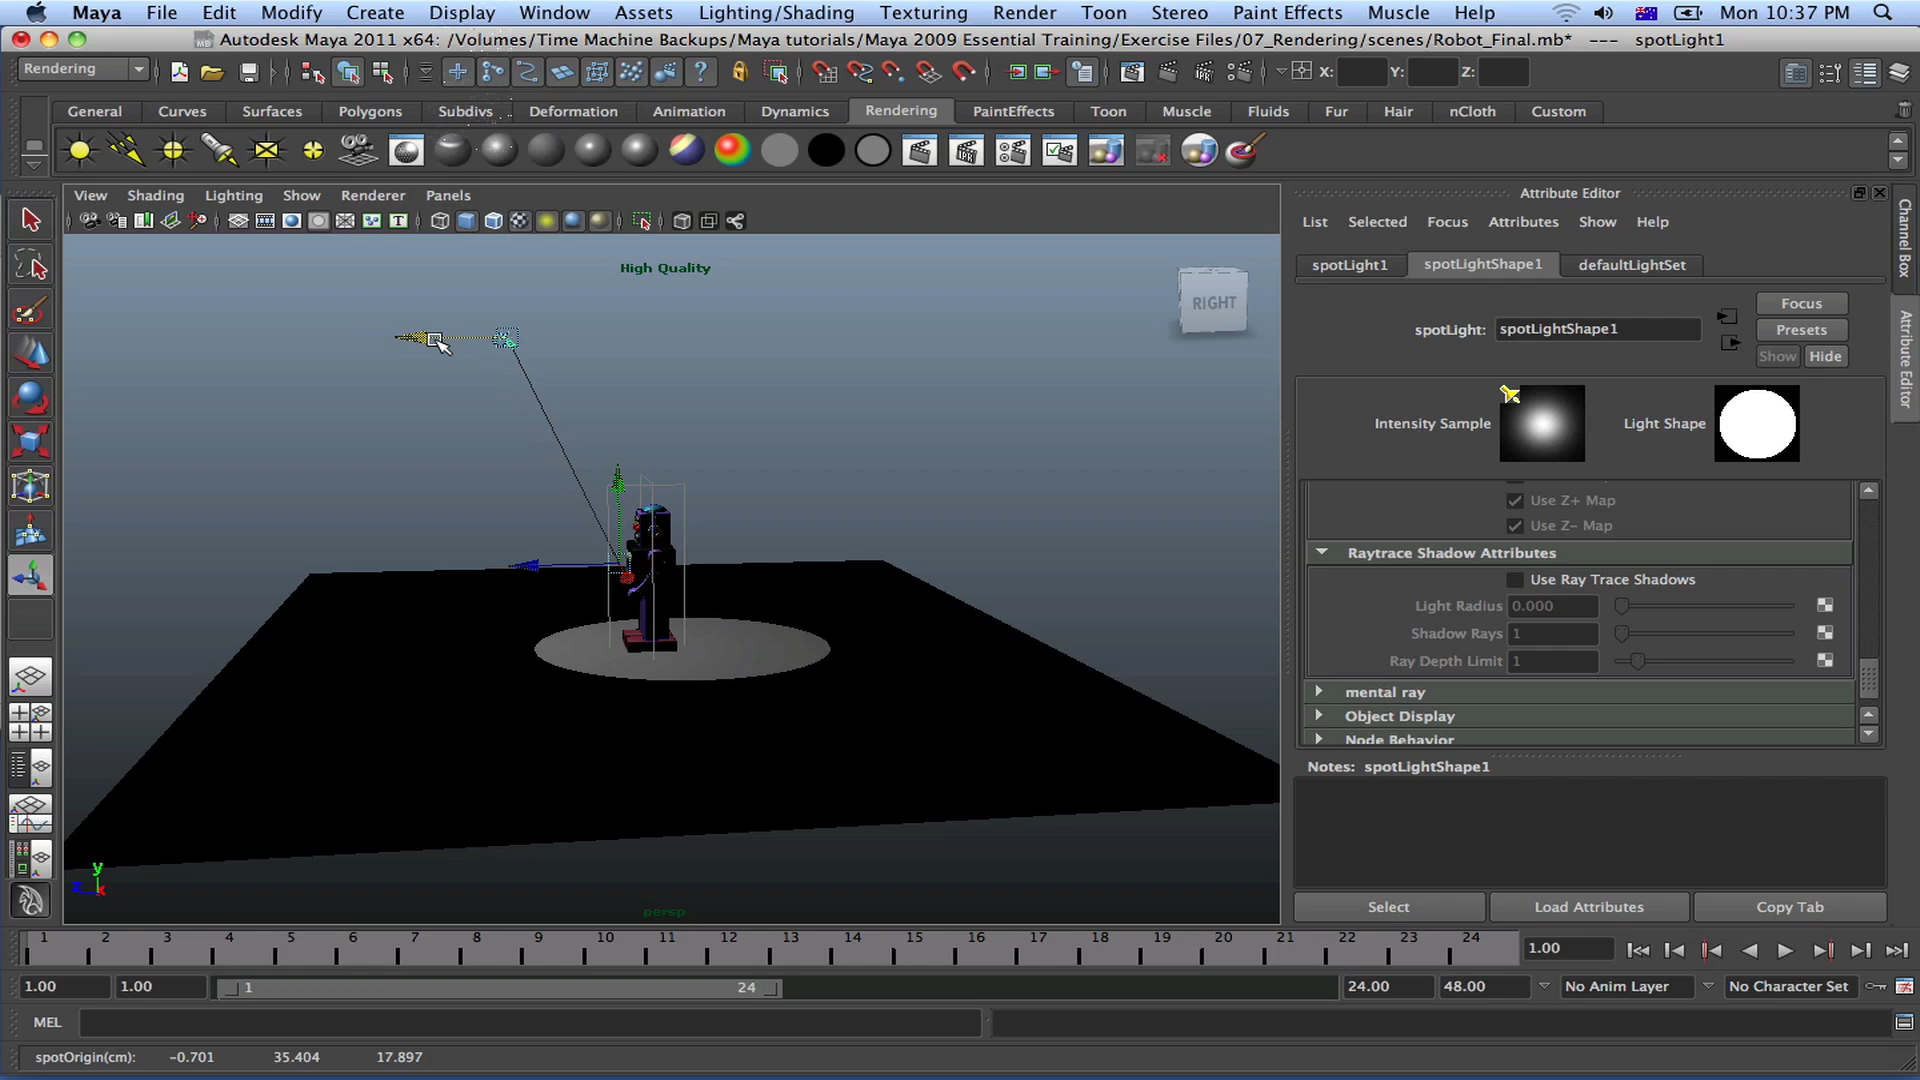 Maya File Edit Modify Create Display Window Assets Lighting/Shading Texturing Render Toon Stereo Paint Effects Muscle Help Mon 10:37 PM
Autodesk Maya 2011 x64: /Volumes/Time Machine Backups/Maya tutorials/Maya 2009 Essential Training/Exercise Files/07_Rendering/scenes/Robot_Final.mb* --- spotLight1
Rendering X: Y: Z:
General Curves Surfaces Polygons Subdivs Deformation Animation Dynamics Rendering PaintEffects Toon Muscle Fluids Fur Hair nCloth Custom
View Shading Lighting Show Renderer Panels
High Quality
RIGHT
persp
y
z x
Attribute Editor
List Selected Focus Attributes Show Help
spotLight1 spotLightShape1 defaultLightSet
Focus
spotLight: spotLightShape1 Presets
Show Hide
Intensity Sample Light Shape
Use Z+ Map
Use Z- Map
Raytrace Shadow Attributes
Use Ray Trace Shadows
Light Radius 0.000
Shadow Rays 1
Ray Depth Limit 1
mental ray
Object Display
Node Behavior
Notes: spotLightShape1
Select Load Attributes Copy Tab
Channel Box
Attribute Editor
1 2 3 4 5 6 7 8 9 10 11 12 13 14 15 16 17 18 19 20 21 22 23 24 1.00
1.00 1.00 1 24 24.00 48.00 No Anim Layer No Character Set
MEL
spotOrigin(cm): -0.701 35.404 17.897